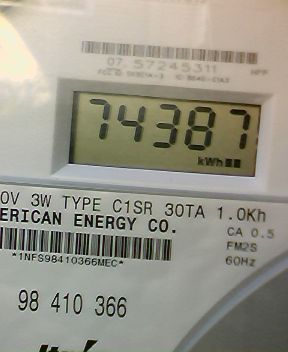 07 57245311
74387
kWh
0V 3W TYPE C1SR 30TA 1.0Kh
ERICAN ENERGY CO.
CA 0.5
FM2S
60Hz
*1NFS98410366MEC*
98 410 366